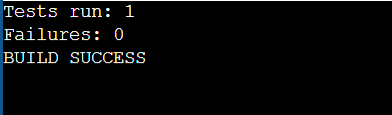 Tests run: 1
Failures: 0
BUILD SUCCESS